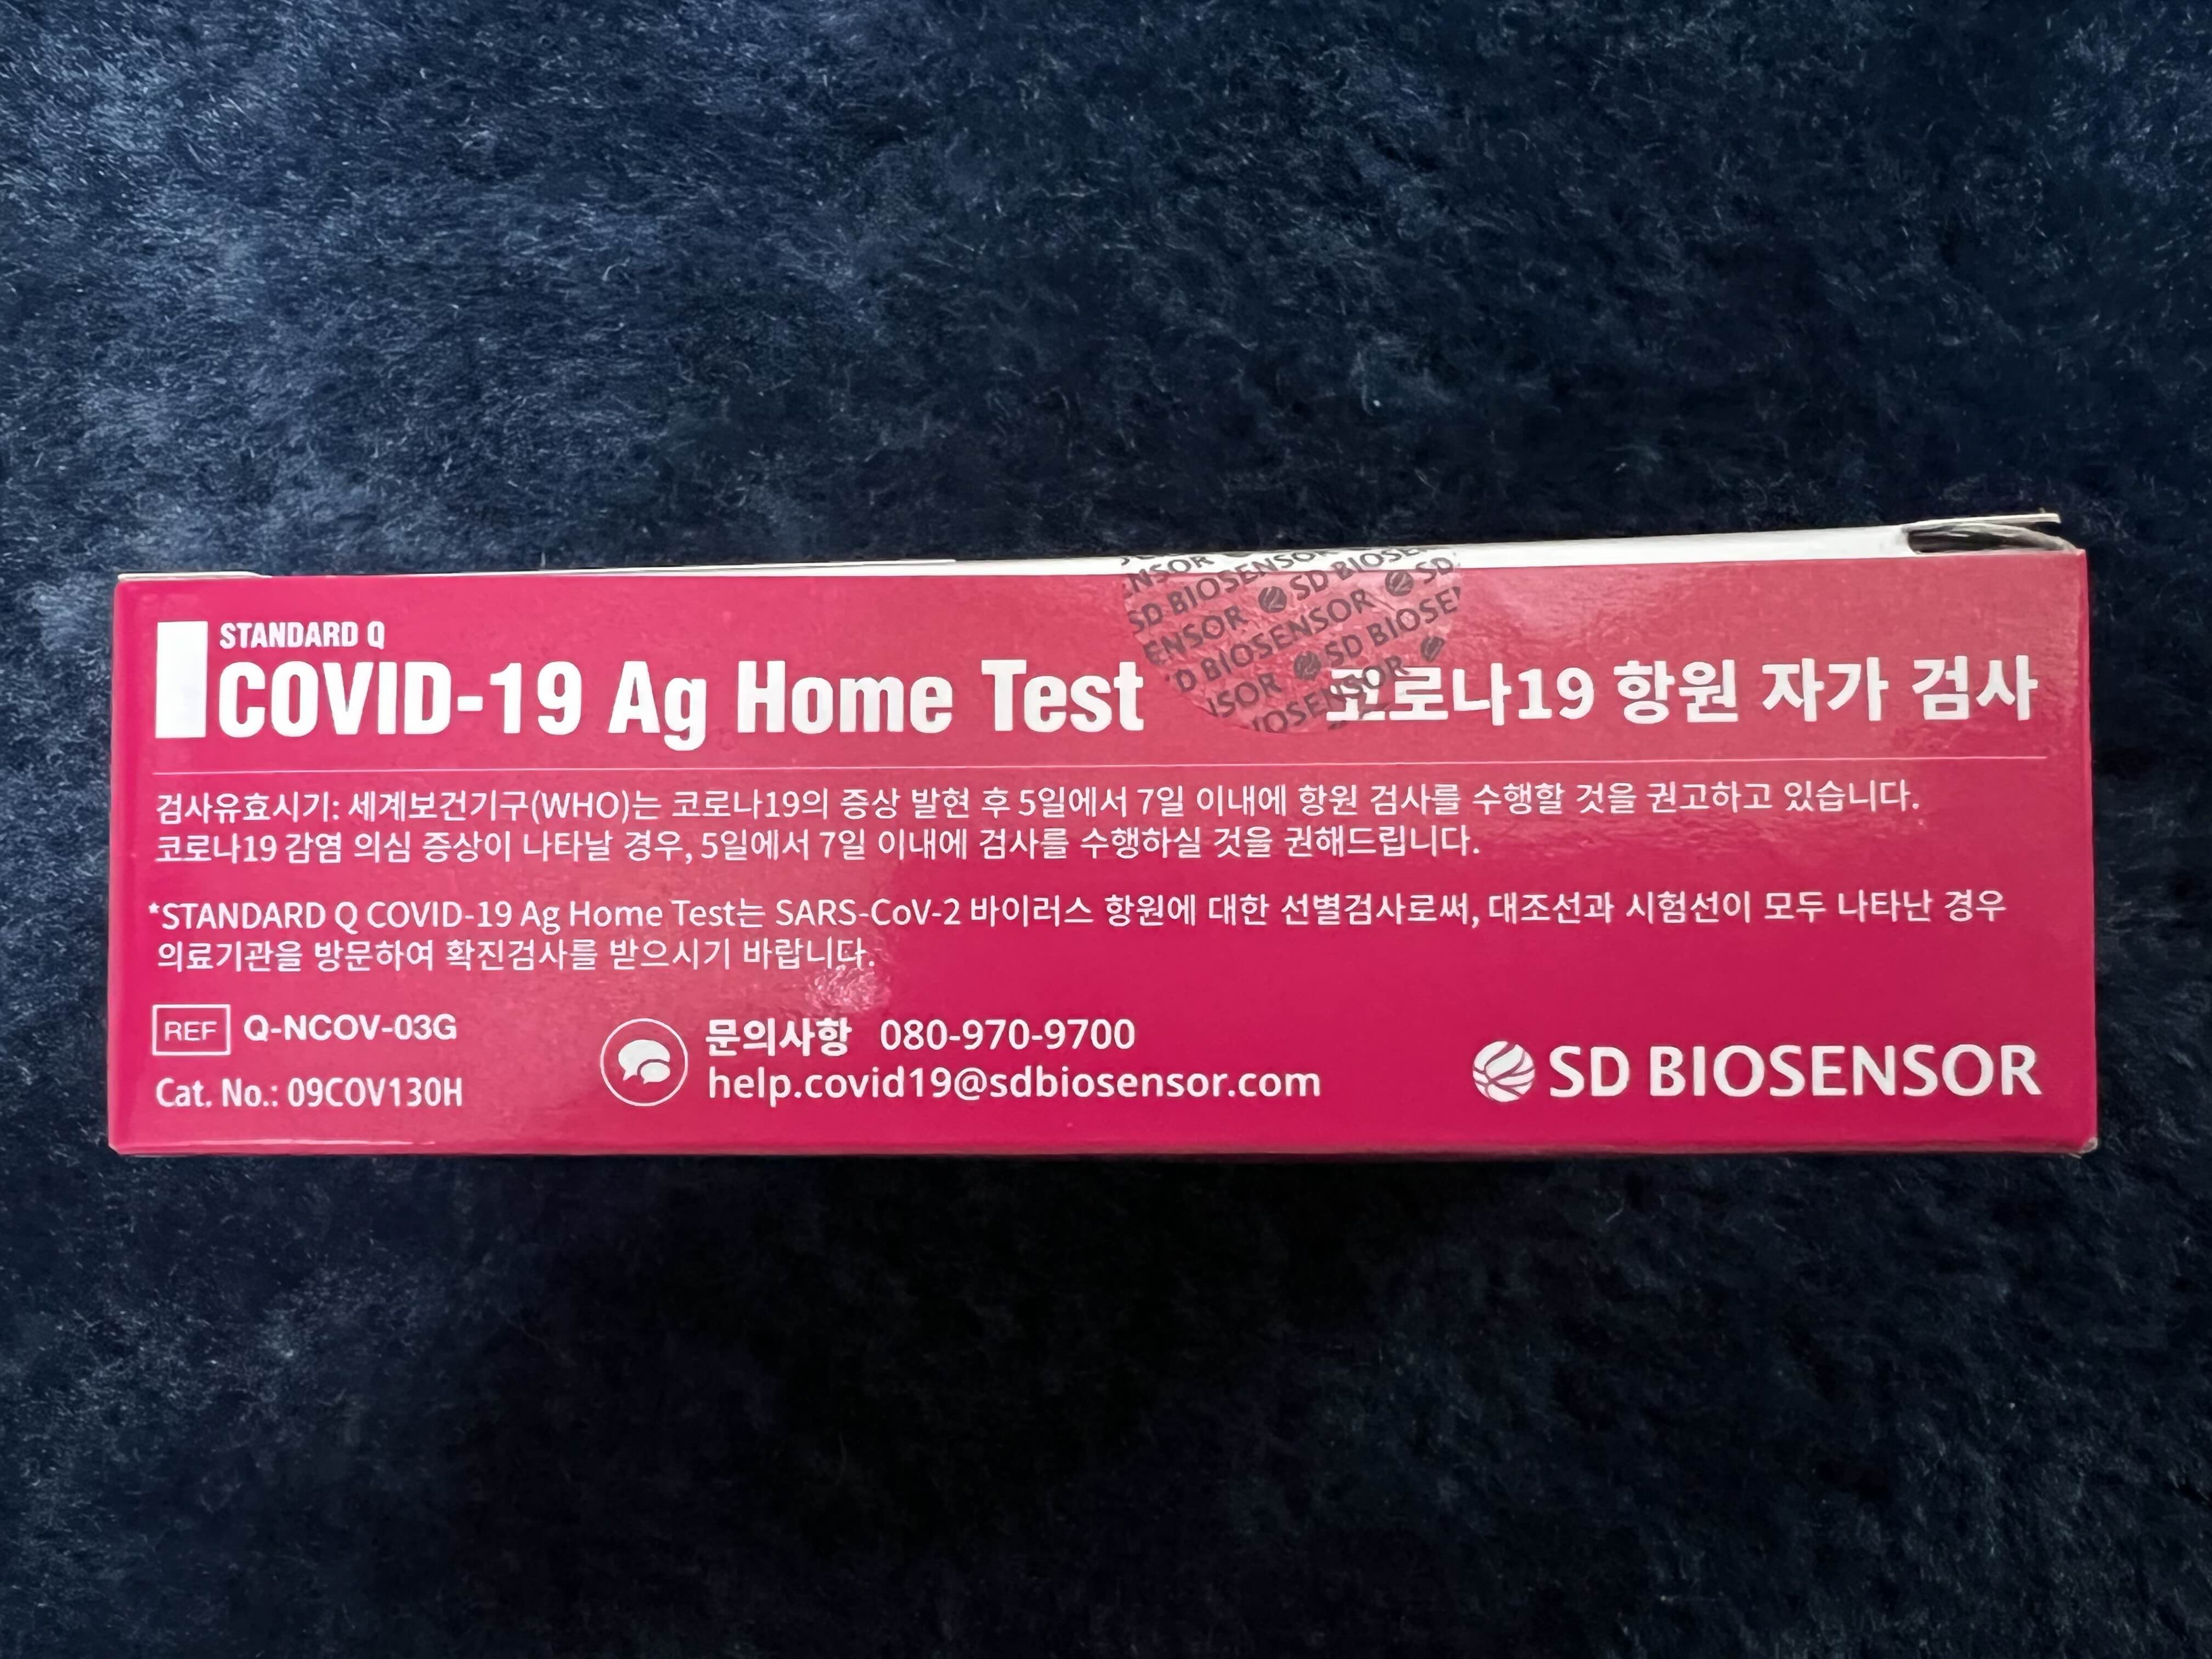 STANDARD Q
COVID-19 Ag Home Test
코로나19 항원 자가 검사
SD BIOSENSOR SD BIOSENSOR
SD BIOSENSOR
SD BIOSENSOR
검사유효시기: 세계보건기구(WHO)는 코로나19의 증상 발현 후 5일에서 7일 이내에 항원 검사를 수행할 것을 권고하고 있습니다.
코로나19 감염 의심 증상이 나타날 경우, 5일에서 7일 이내에 검사를 수행하실 것을 권해드립니다.
*STANDARD Q COVID-19 Ag Home Test는 SARS-CoV-2 바이러스 항원에 대한 선별검사로써, 대조선과 시험선이 모두 나타난 경우
의료기관을 방문하여 확진검사를 받으시기 바랍니다.
REF Q-NCOV-03G
Cat. No.: 09COV130H
문의사항 080-970-9700
help.covid19@sdbiosensor.com
SD BIOSENSOR